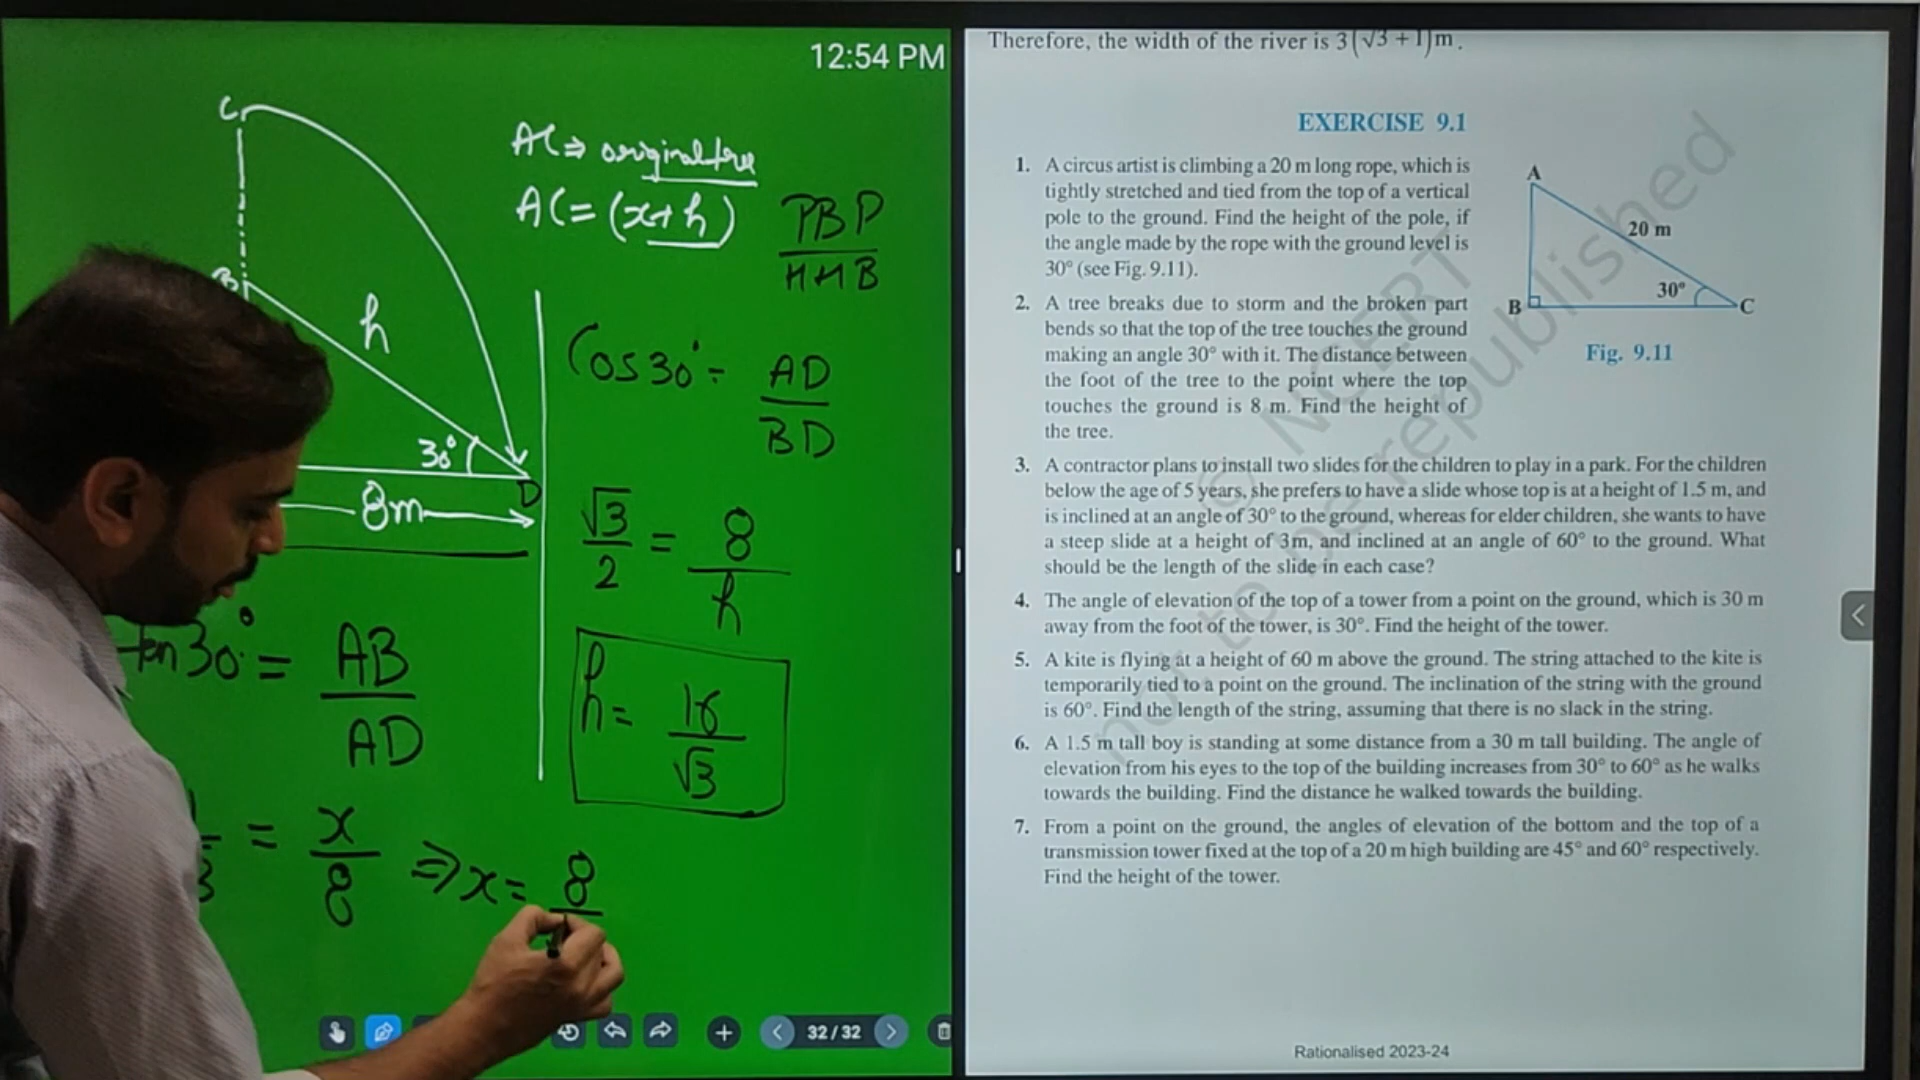 12:54 PM
C
AC ⇒ original tree
AC = (x+h)
PBP
HHB
B
h
30°
D
8m
Cos30° = AD
BD
√3
2
= 8
h
h = 16
√3
tan30° = AB
AD
= x
8
⇒ x = 8
32/32
Therefore, the width of the river is 3(√3 + 1)m.
EXERCISE 9.1
1. A circus artist is climbing a 20 m long rope, which is
tightly stretched and tied from the top of a vertical
pole to the ground. Find the height of the pole, if
the angle made by the rope with the ground level is
30° (see Fig. 9.11).
A
20 m
30°
B
C
Fig. 9.11
2. A tree breaks due to storm and the broken part
bends so that the top of the tree touches the ground
making an angle 30° with it. The distance between
the foot of the tree to the point where the top
touches the ground is 8 m. Find the height of
the tree.
3. A contractor plans to install two slides for the children to play in a park. For the children
below the age of 5 years, she prefers to have a slide whose top is at a height of 1.5 m, and
is inclined at an angle of 30° to the ground, whereas for elder children, she wants to have
a steep slide at a height of 3m, and inclined at an angle of 60° to the ground. What
should be the length of the slide in each case?
4. The angle of elevation of the top of a tower from a point on the ground, which is 30 m
away from the foot of the tower, is 30°. Find the height of the tower.
5. A kite is flying at a height of 60 m above the ground. The string attached to the kite is
temporarily tied to a point on the ground. The inclination of the string with the ground
is 60°. Find the length of the string, assuming that there is no slack in the string.
6. A 1.5 m tall boy is standing at some distance from a 30 m tall building. The angle of
elevation from his eyes to the top of the building increases from 30° to 60° as he walks
towards the building. Find the distance he walked towards the building.
7. From a point on the ground, the angles of elevation of the bottom and the top of a
transmission tower fixed at the top of a 20 m high building are 45° and 60° respectively.
Find the height of the tower.
© NCERT
not to be republished
Rationalised 2023-24